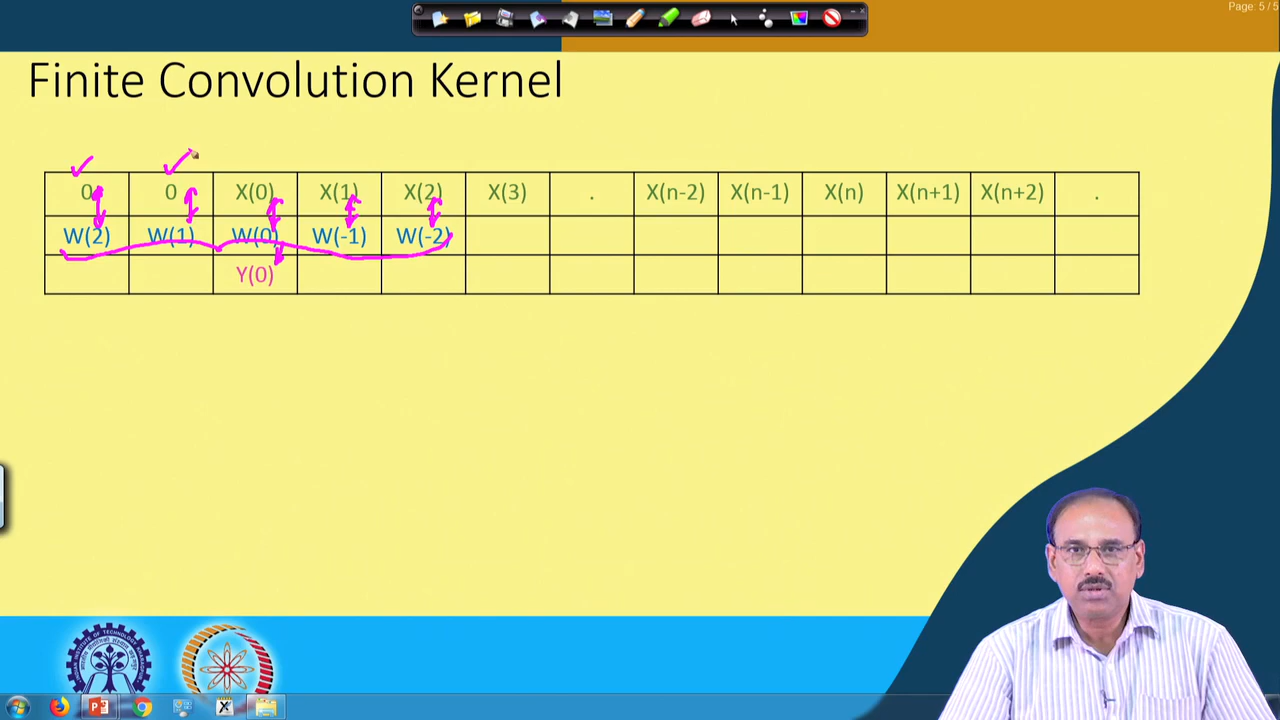 Page: 5 / 5
Finite Convolution Kernel
0 0 X(0) X(1) X(2) X(3) . X(n-2) X(n-1) X(n) X(n+1) X(n+2) .
W(2) W(1) W(0) W(-1) W(-2)
Y(0)